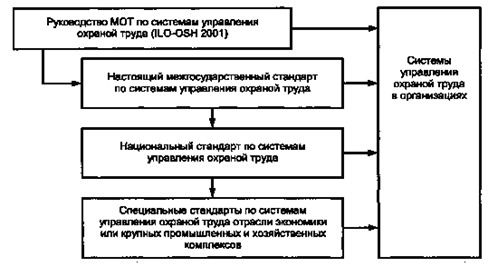 Руководство МОТ по системам управления
охраной труда (ILO-OSH 2001}
Настоящий межгосударственный стандарт
по системам управления охраной труда
Национальный стандарт по системам
управления охраной труда
Специальные стандарты по системам
управления охраной труда отрасли экономики
или крупных промышленных и хозяйственных
комплексов
Системы
управления
охраной труда
в организациях